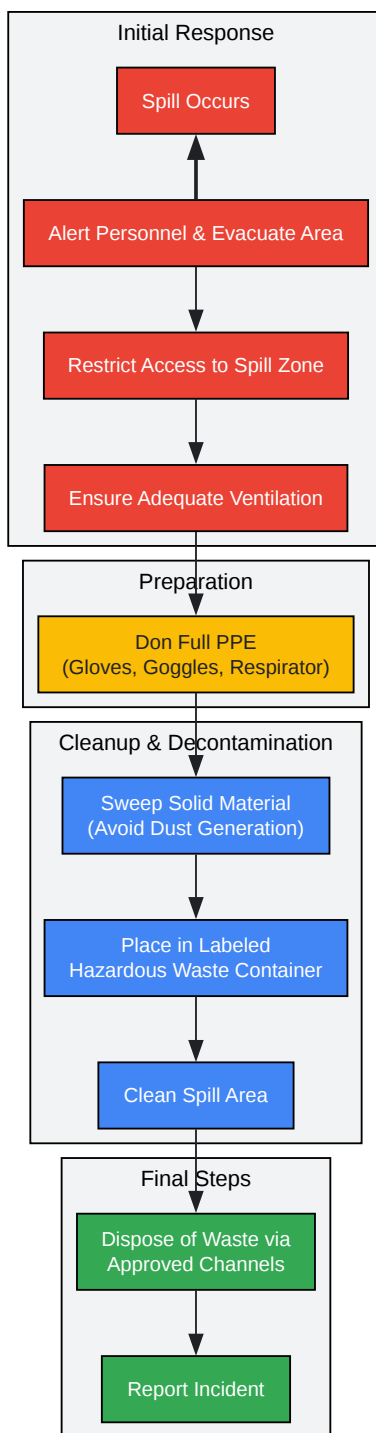 Initial Response
Spill Occurs
Alert Personnel & Evacuate Area
Restrict Access to Spill Zone
Ensure Adequate Ventilation
Preparation
Don Full PPE
(Gloves, Goggles, Respirator)
Cleanup & Decontamination
Sweep Solid Material
(Avoid Dust Generation)
Place in Labeled
Hazardous Waste Container
Clean Spill Area
Final Steps
Dispose of Waste via
Approved Channels
Report Incident